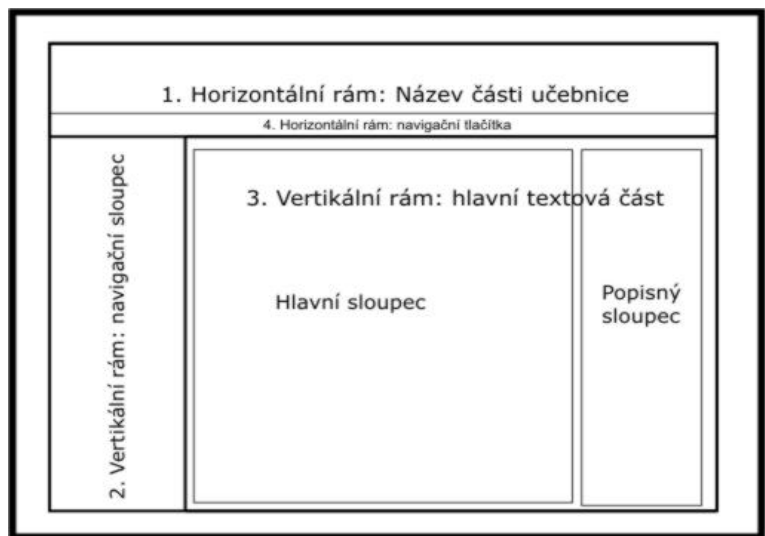 1. Horizontální rám: Název části učebnice
4. Horizontální rám: navigační tlačítka
2. Vertikální rám: navigační sloupec
3. Vertikální rám: hlavní textová část
Hlavní sloupec
Popisný
sloupec